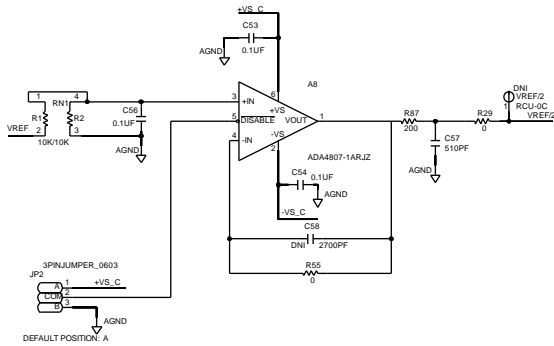 +VS_C
C53
AGND
0.1UF
A8
DNI
VREF/2
RCU-0C
1
VREF/2
1
4
RN1
R1
R2
2
3
VREF
10K/10K
AGND
C56
0.1UF
AGND
3
+IN
6
+VS
5
DISABLE
VOUT
1
4
-IN
-VS
2
ADA4807-1ARJZ
R87
200
R29
0
C57
510PF
AGND
C54
0.1UF
AGND
-VS_C
C58
DNI
2700PF
R55
0
3PINJUMPER_0603
JP2
A
1
+VS_C
COM
2
B
3
AGND
DEFAULT POSITION: A